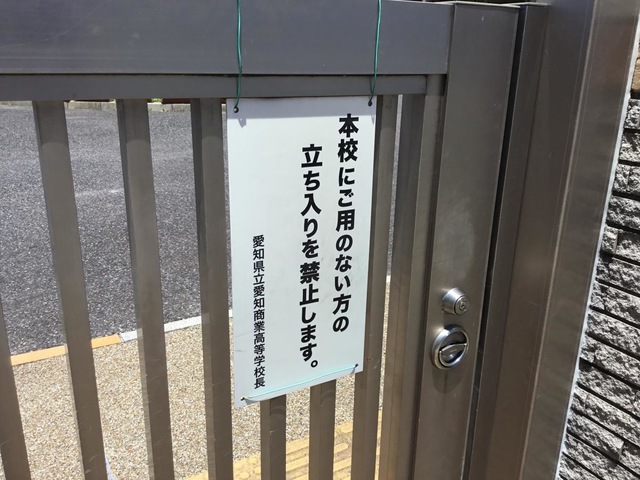 本校にご用のない方の
立ち入りを禁止します。
愛知県立愛知商業高等学校長